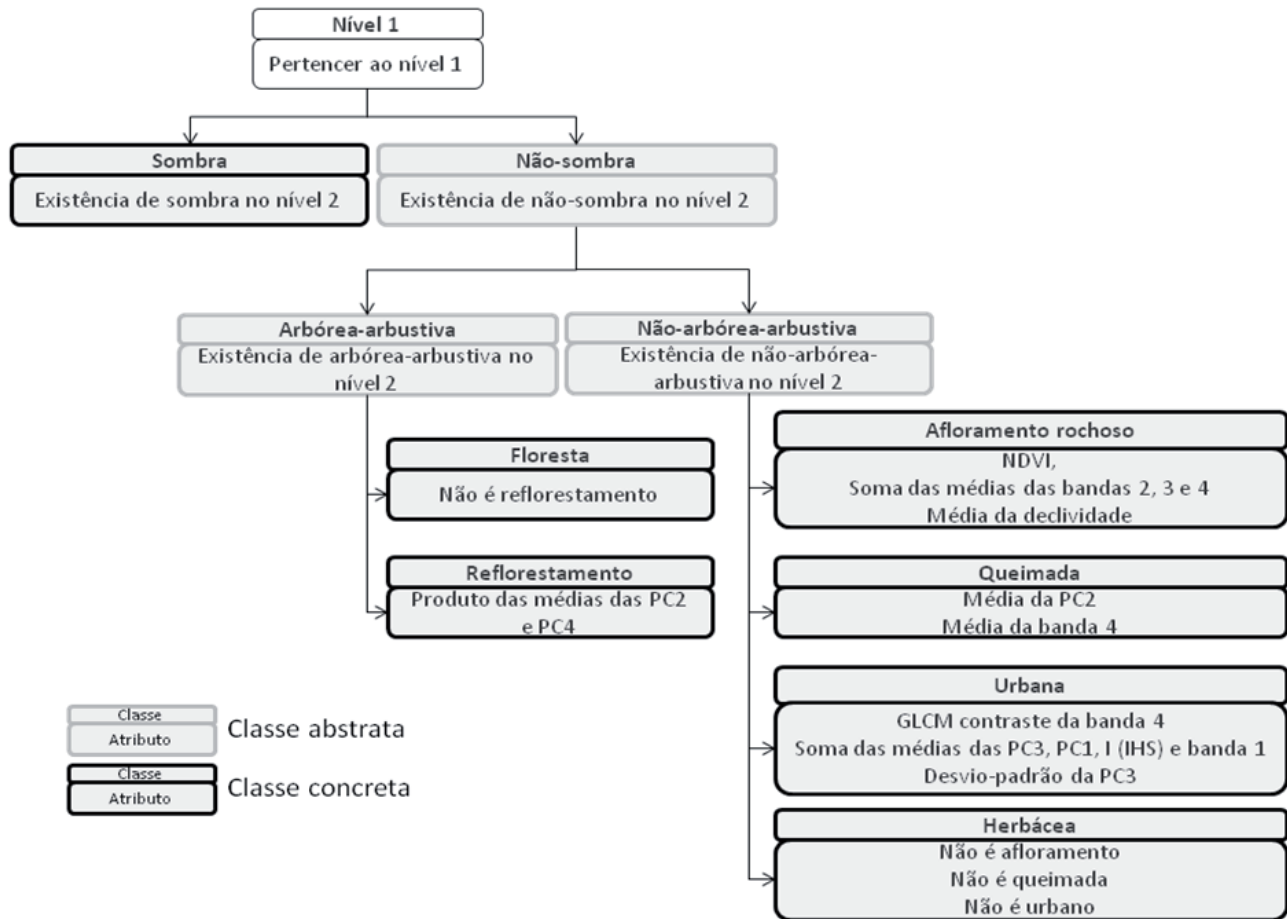 Nível 1
Pertencer ao nível 1
Sombra
Existência de sombra no nível 2
Não-sombra
Existência de não-sombra no nível 2
Arbórea-arbustiva
Existência de arbórea-arbustiva no
nível 2
Não-arbórea-arbustiva
Existência de não-arbórea-
arbustiva no nível 2
Floresta
Não é reflorestamento
Reflorestamento
Produto das médias das PC2
e PC4
Afloramento rochoso
NDVI,
Soma das médias das bandas 2, 3 e 4
Média da declividade
Queimada
Média da PC2
Média da banda 4
Urbana
GLCM contraste da banda 4
Soma das médias das PC3, PC1, I (IHS) e banda 1
Desvio-padrão da PC3
Herbácea
Não é afloramento
Não é queimada
Não é urbano
Classe
Atributo
Classe abstrata
Classe
Atributo
Classe concreta